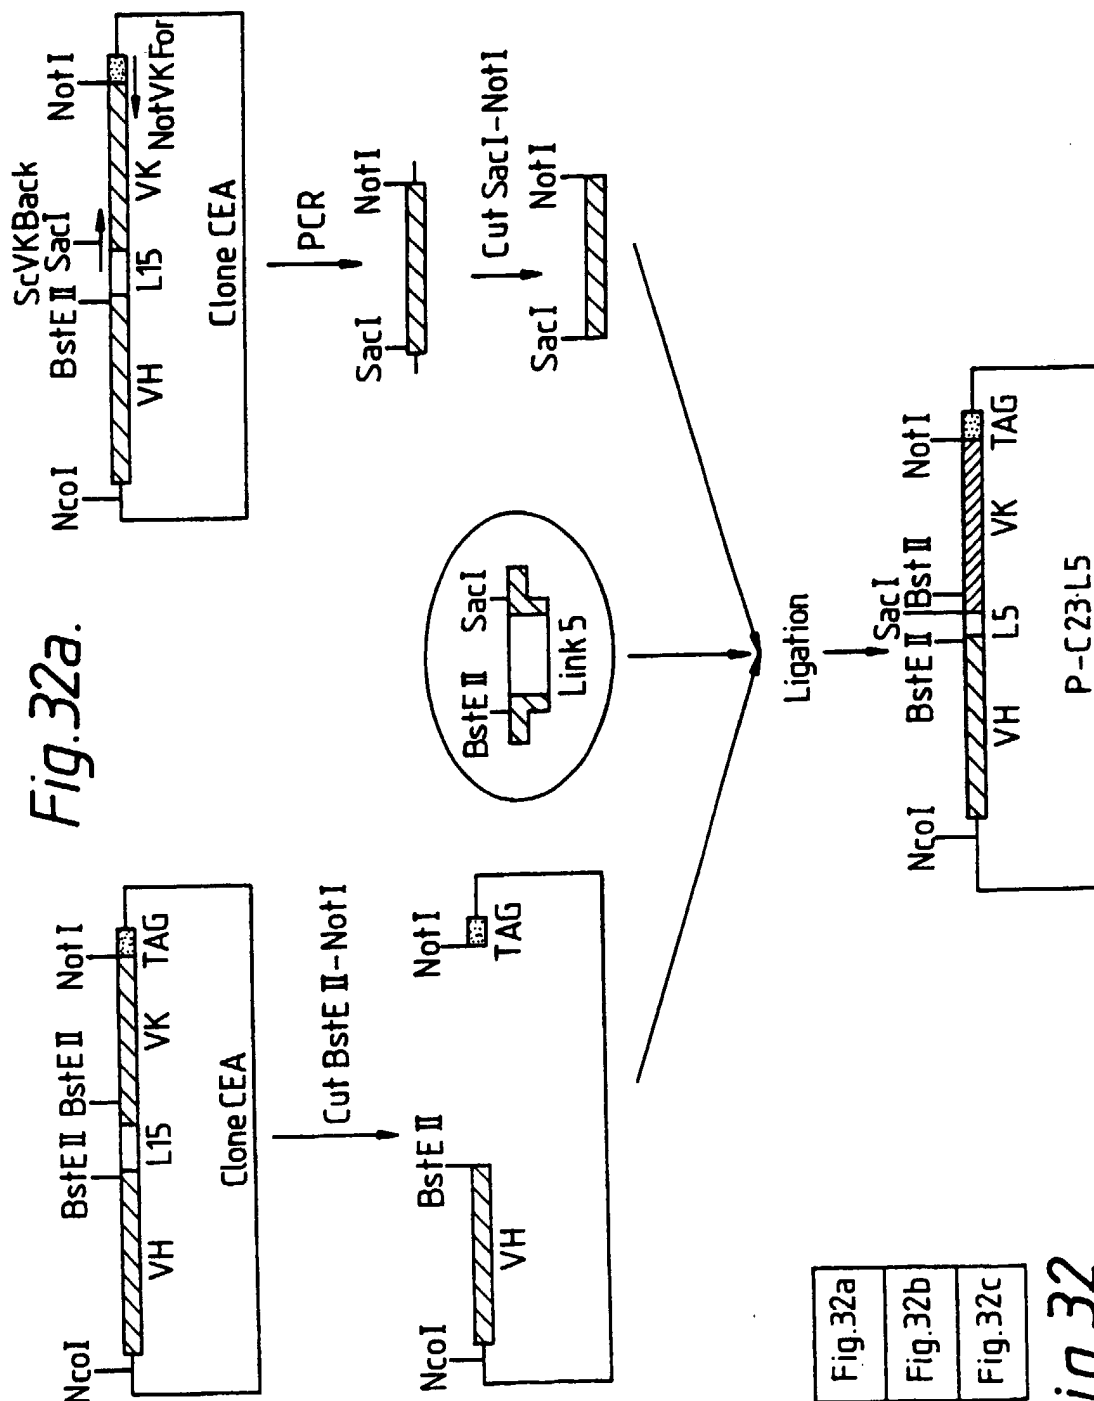 Fig.32a.
NcoI BstE II BstE II NotI
VH L15 VK TAG
Clone CEA
Cut BstE II-NotI
NcoI BstE II NotI
VH TAG
ScVKBack
NcoI BstE II SacI NotI
VH L15 VK NotVKFor
Clone CEA
PCR
SacI NotI
Cut SacI-NotI
SacI NotI
BstE II SacI
Link 5
Ligation
SacI
NcoI BstE II Bst II NotI
VH L5 VK TAG
P-C23·L5
Fig.32a
Fig.32b
Fig.32c
ig.32